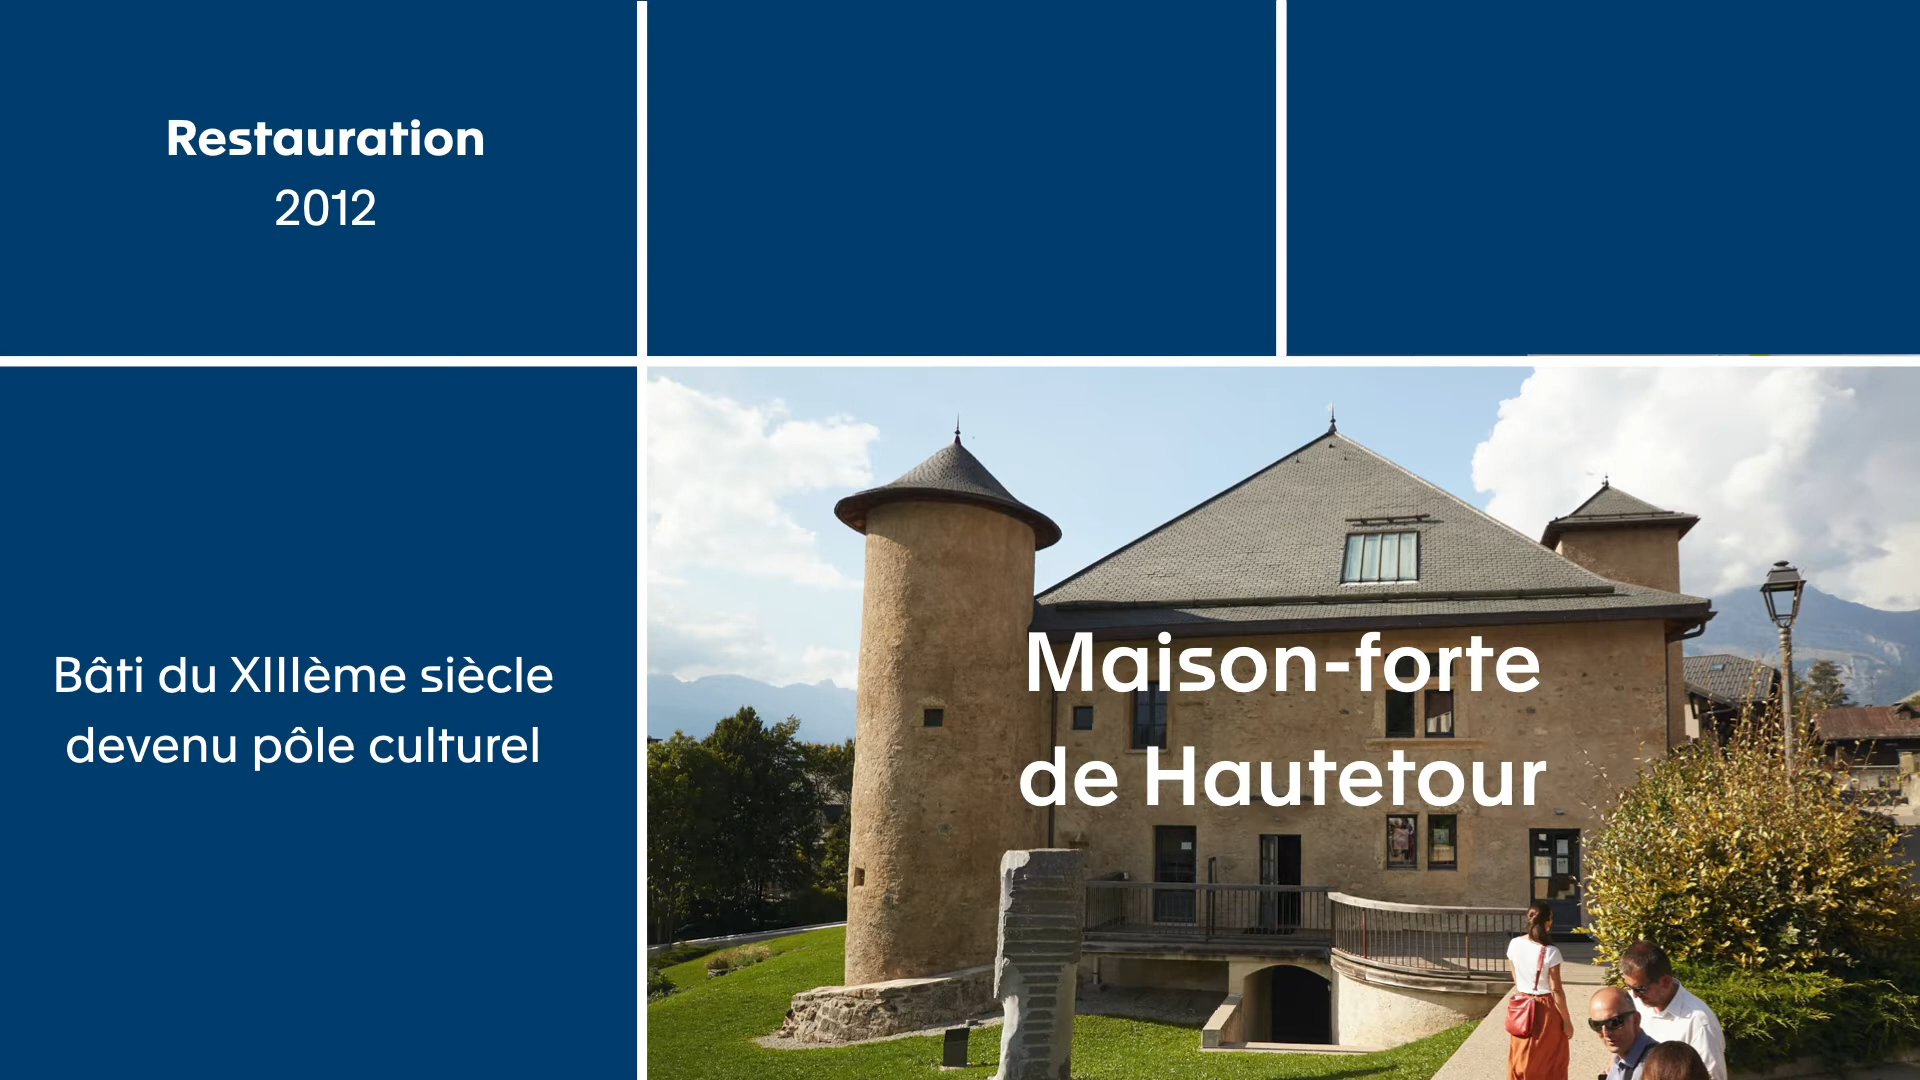 Restauration
2012
Bâti du XIIIème siècle
devenu pôle culturel
Maison-forte
de Hautetour